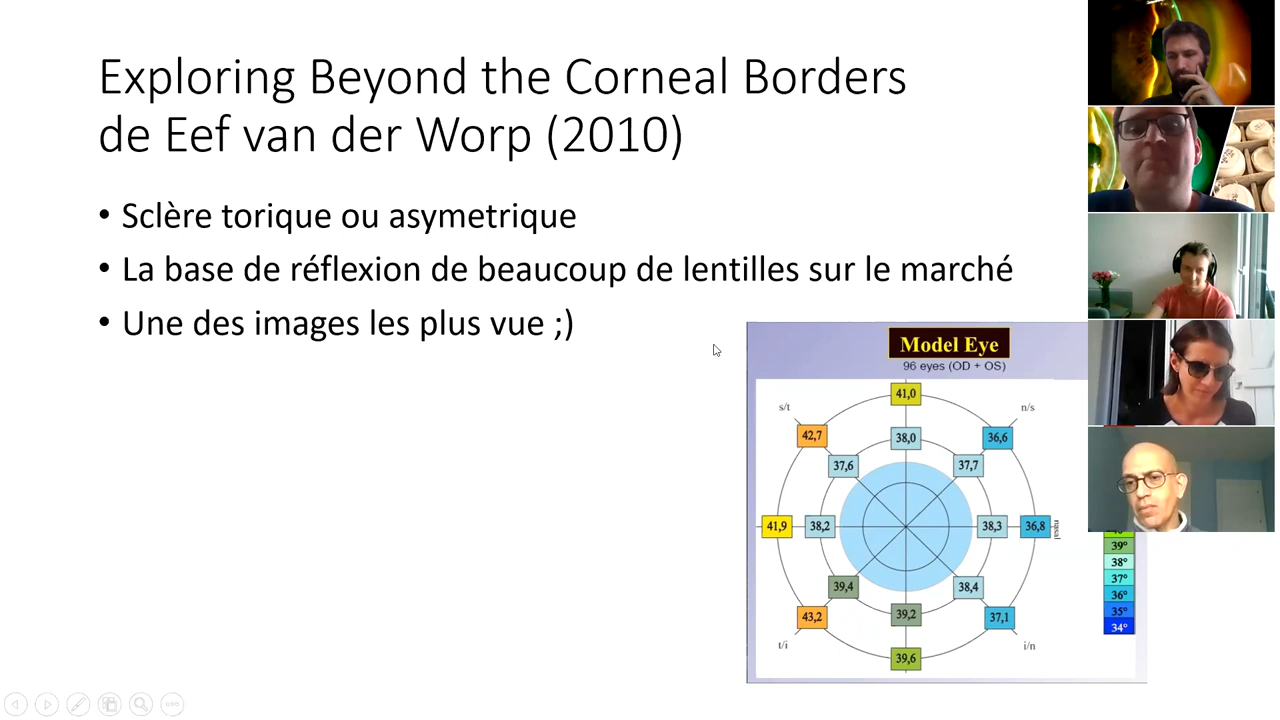 Exploring Beyond the Corneal Borders
de Eef van der Worp (2010)
• Sclère torique ou asymetrique
• La base de réflexion de beaucoup de lentilles sur le marché
• Une des images les plus vue ;)
Model Eye
96 eyes (OD + OS)
41,0
s/t
n/s
42,7
38,0
36,6
37,6
37,7
41,9
38,2
38,3
36,8
39,4
38,4
43,2
39,2
37,1
t/i
i/n
39,6
39°
38°
37°
36°
35°
34°